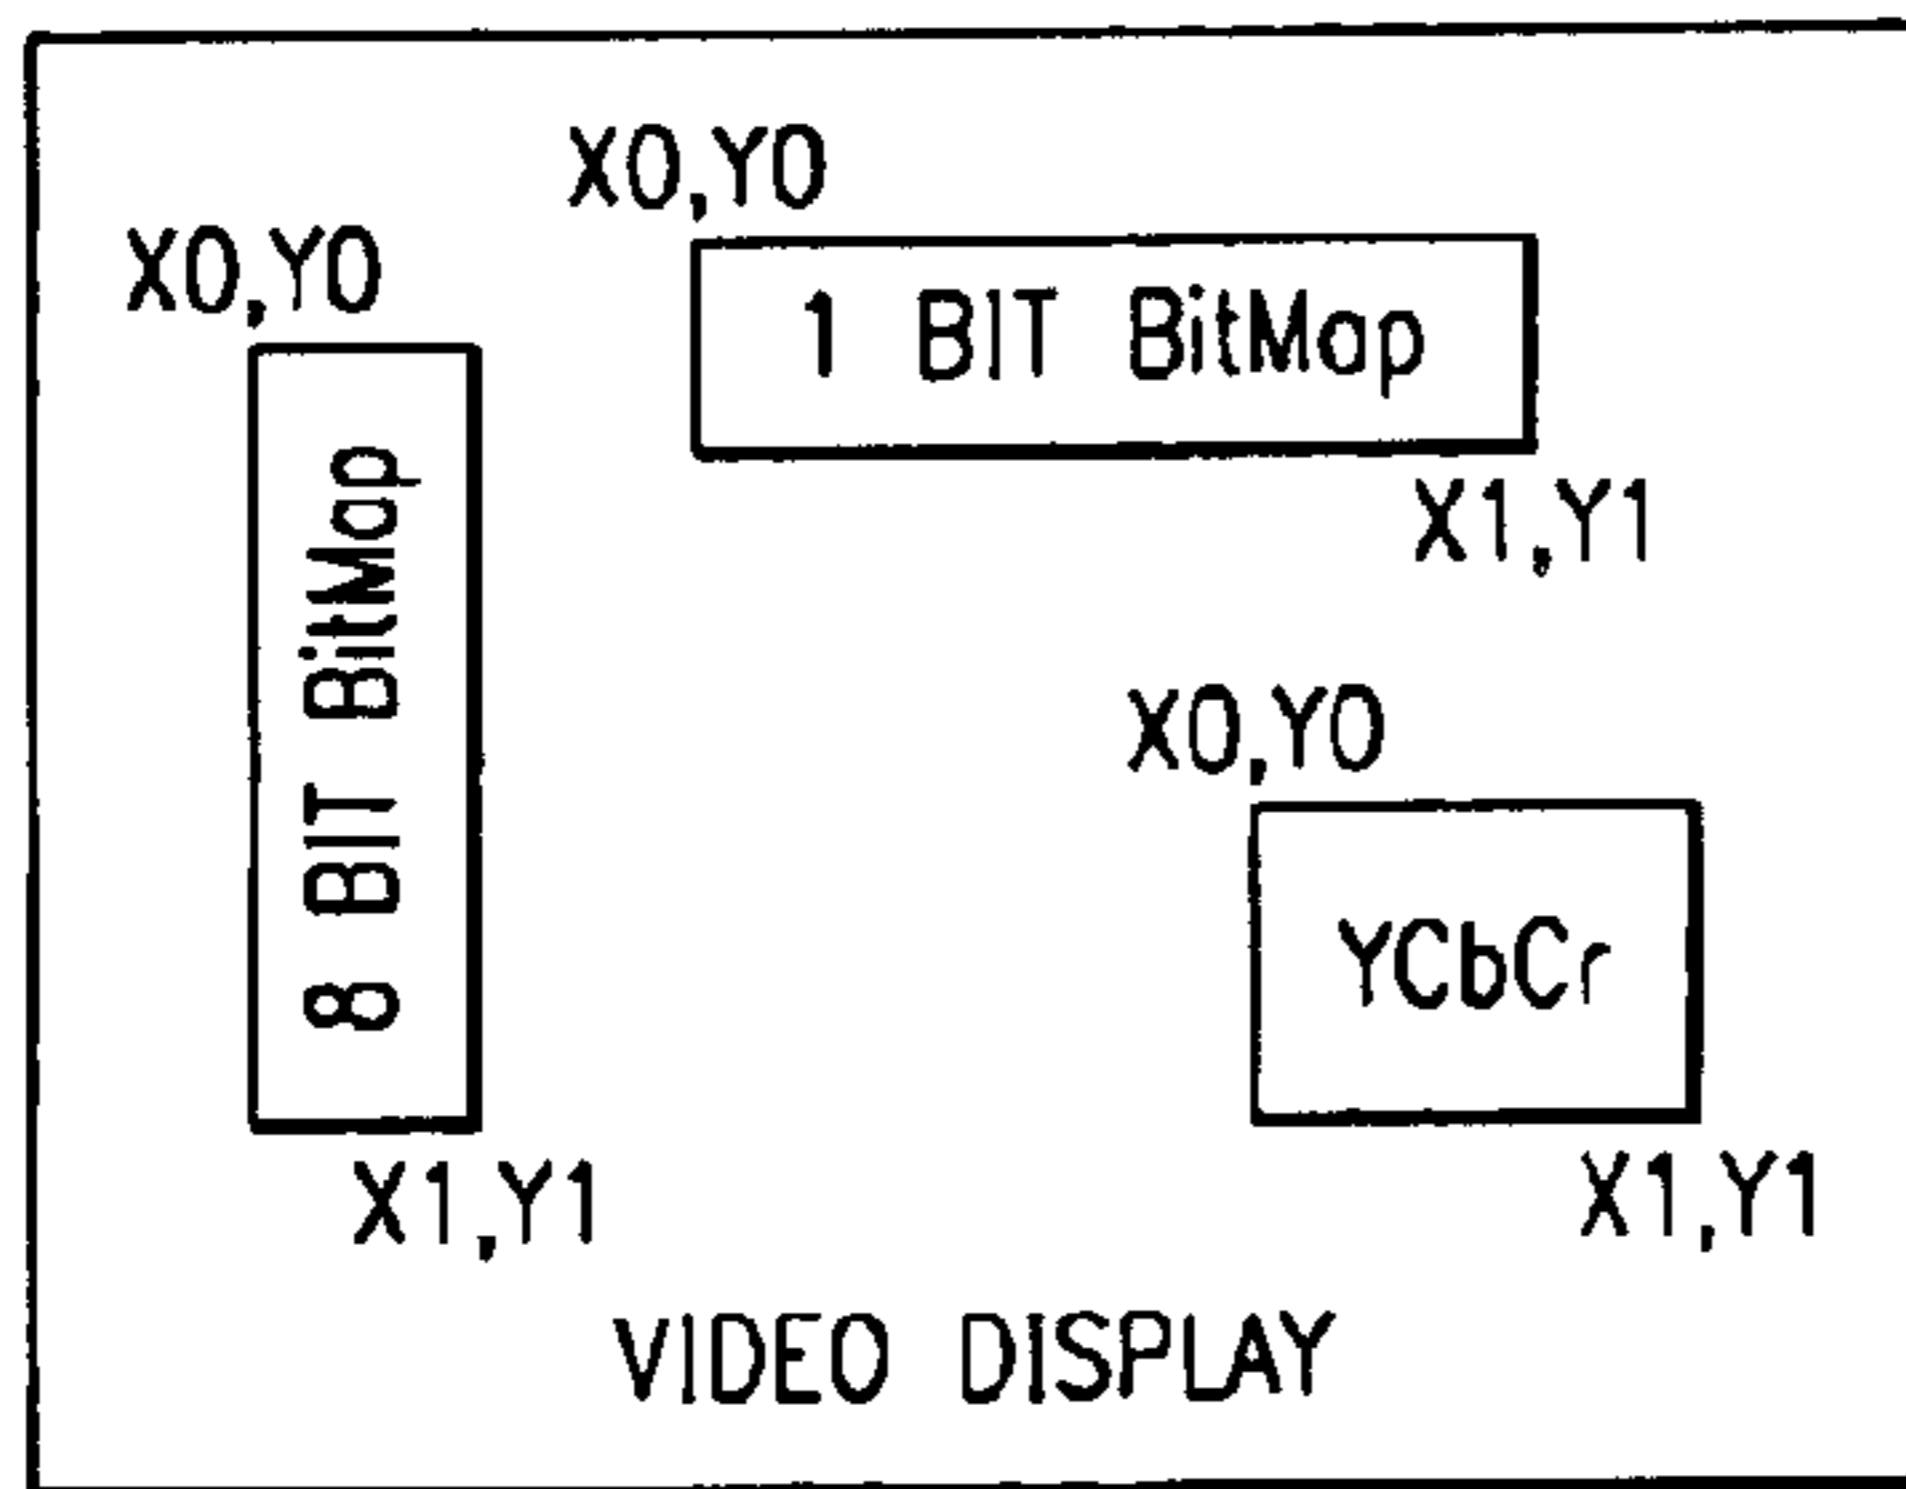 X0,Y0
X0,Y0
1 BIT BitMap
8 BIT BitMap
X1,Y1
X0,Y0
YCbCr
X1,Y1
X1,Y1
VIDEO DISPLAY